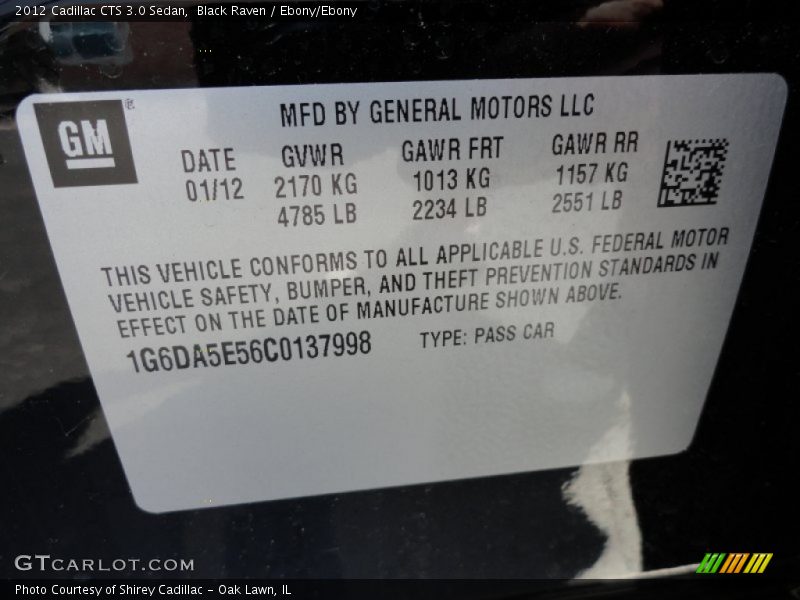 2012 Cadillac CTS 3.0 Sedan, Black Raven / Ebony/Ebony
GM ®
MFD BY GENERAL MOTORS LLC
DATE GVWR GAWR FRT GAWR RR
01/12 2170 KG 1013 KG 1157 KG
4785 LB 2234 LB 2551 LB
THIS VEHICLE CONFORMS TO ALL APPLICABLE U.S. FEDERAL MOTOR
VEHICLE SAFETY, BUMPER, AND THEFT PREVENTION STANDARDS IN
EFFECT ON THE DATE OF MANUFACTURE SHOWN ABOVE.
1G6DA5E56C0137998 TYPE: PASS CAR
GTCARLOT.COM
Photo Courtesy of Shirey Cadillac - Oak Lawn, IL